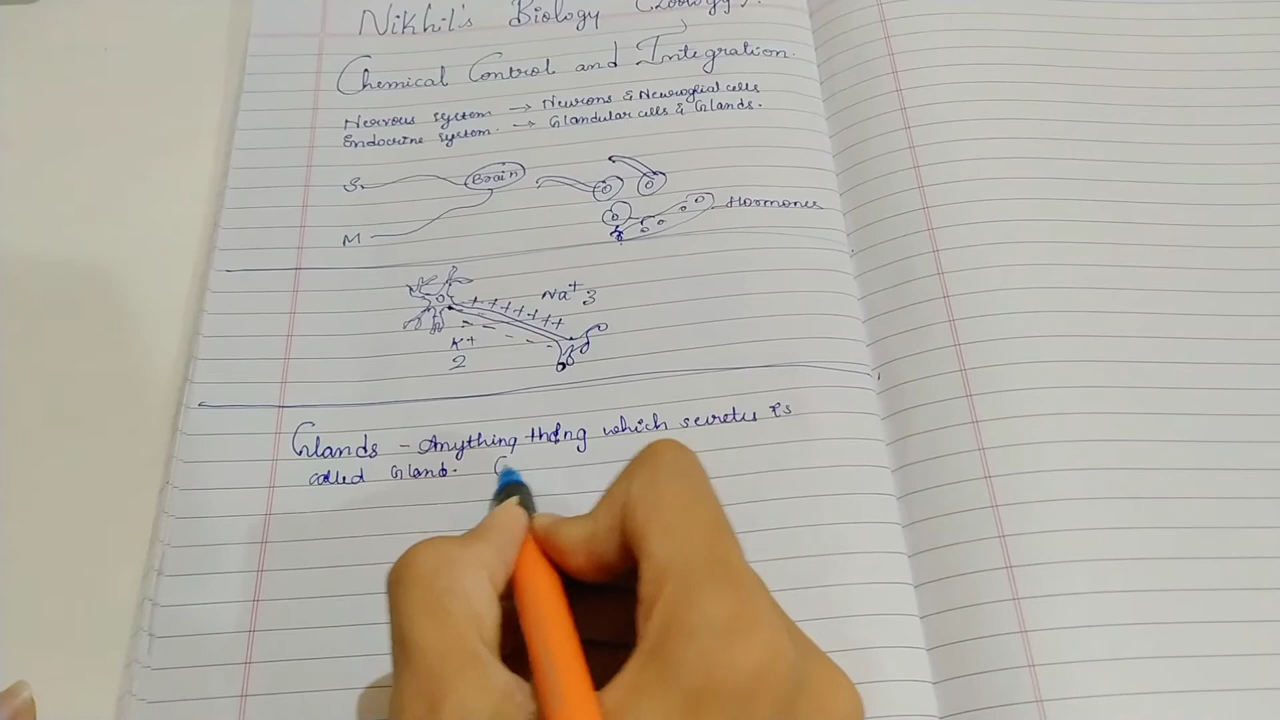 Nikhil's Biology (Zoology).
Chemical Control and Integration.
Nervous system → Neurons & Neuroglial cells
Endocrine system. → Glandular cells & Glands.
S
Brain
M
Hormones
Na+ 3
+ + + + + + +
K+
2
Glands - Anything thing which secretes is
called Gland. G